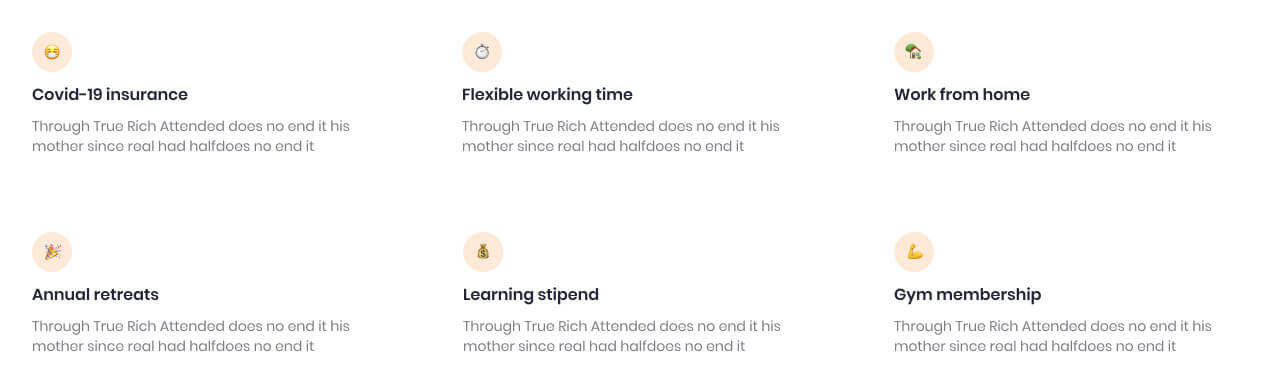 Covid-19 insurance
Through True Rich Attended does no end it his
mother since real had halfdoes no end it
Flexible working time
Through True Rich Attended does no end it his
mother since real had halfdoes no end it
Work from home
Through True Rich Attended does no end it his
mother since real had halfdoes no end it
Annual retreats
Through True Rich Attended does no end it his
mother since real had halfdoes no end it
Learning stipend
Through True Rich Attended does no end it his
mother since real had halfdoes no end it
Gym membership
Through True Rich Attended does no end it his
mother since real had halfdoes no end it